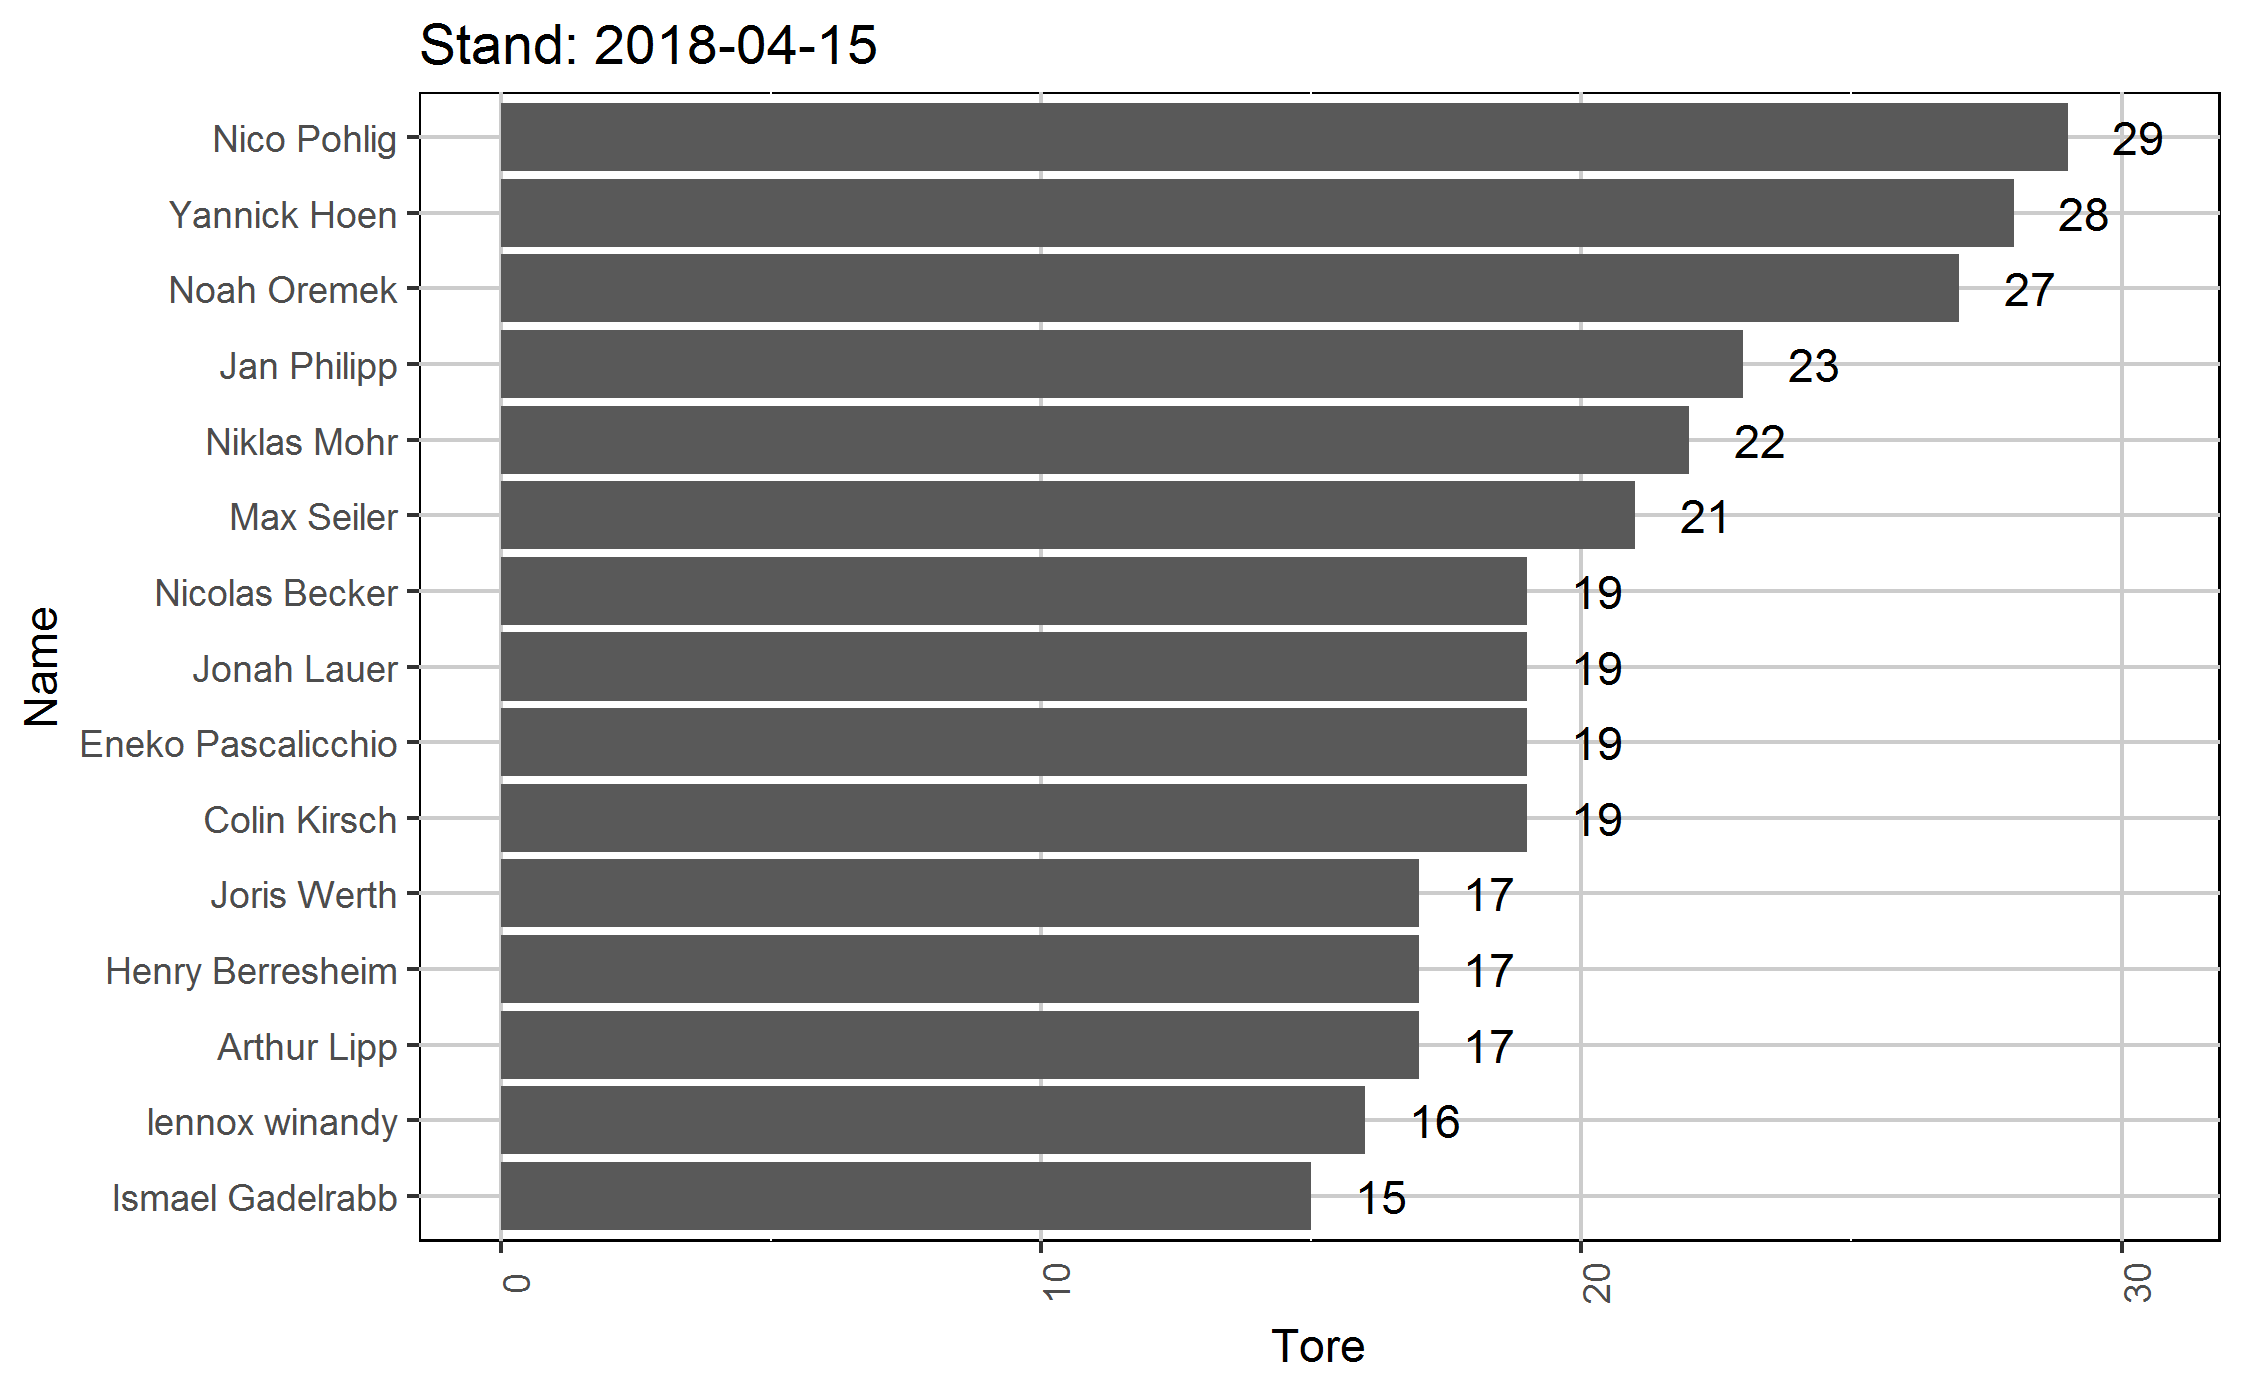 Stand: 2018-04-15
Name
Nico Pohlig 29
Yannick Hoen 28
Noah Oremek 27
Jan Philipp 23
Niklas Mohr 22
Max Seiler 21
Nicolas Becker 19
Jonah Lauer 19
Eneko Pascalicchio 19
Colin Kirsch 19
Joris Werth 17
Henry Berresheim 17
Arthur Lipp 17
lennox winandy 16
Ismael Gadelrabb 15
0 10 20 30
Tore